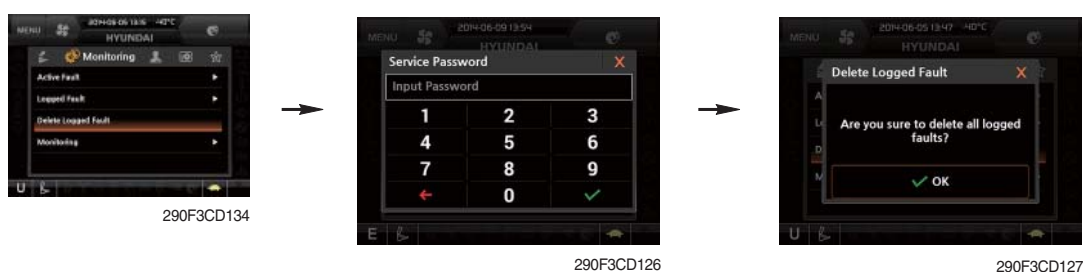 MENU
2014-06-05 13:15 -40°C
HYUNDAI
Monitoring
Active Fault
Logged Fault
Delete Logged Fault
Monitoring
U
290F3CD134
MENU
2014-06-09 13:54
HYUNDAI
Service Password X
Input Password
1 2 3
4 5 6
7 8 9
0
E
290F3CD126
MENU
2014-06-05 13:47 -40°C
HYUNDAI
Delete Logged Fault X
A
L
D
M
Are you sure to delete all logged
faults?
OK
U
290F3CD127